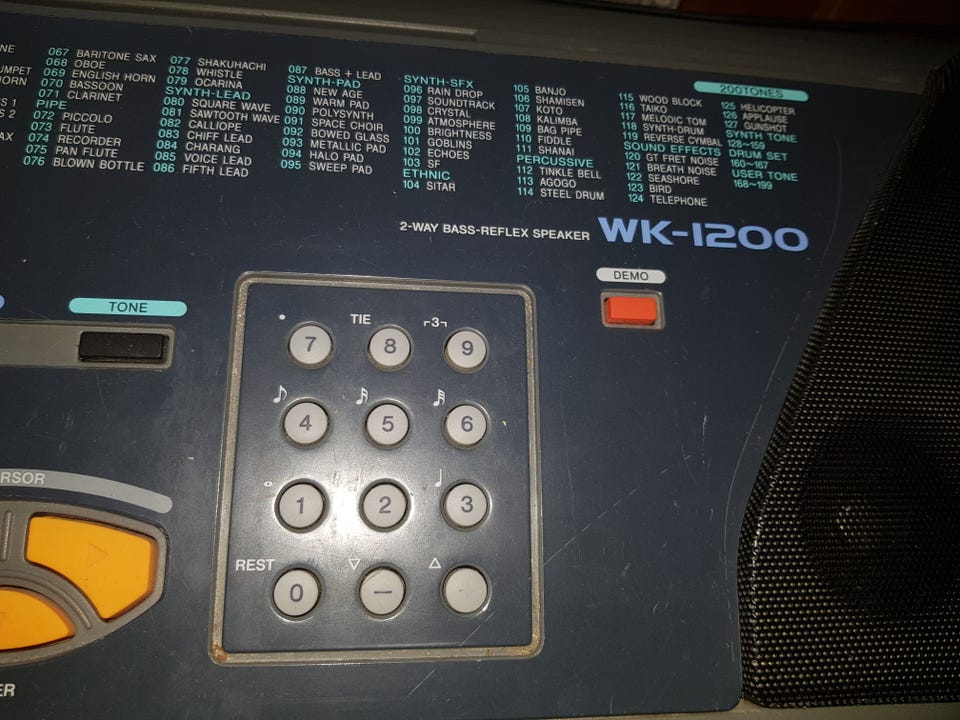 NE
UMPET
HORN
S 1
S 2
AX
067 BARITONE SAX
068 OBOE
069 ENGLISH HORN
070 BASSOON
071 CLARINET
PIPE
072 PICCOLO
073 FLUTE
074 RECORDER
075 PAN FLUTE
076 BLOWN BOTTLE
077 SHAKUHACHI
078 WHISTLE
079 OCARINA
SYNTH-LEAD
080 SQUARE WAVE
081 SAWTOOTH WAVE
082 CALLIOPE
083 CHIFF LEAD
084 CHARANG
085 VOICE LEAD
086 FIFTH LEAD
087 BASS + LEAD
SYNTH-PAD
088 NEW AGE
089 WARM PAD
090 POLYSYNTH
091 SPACE CHOIR
092 BOWED GLASS
093 METALLIC PAD
094 HALO PAD
095 SWEEP PAD
SYNTH-SFX
096 RAIN DROP
097 SOUNDTRACK
098 CRYSTAL
099 ATMOSPHERE
100 BRIGHTNESS
101 GOBLINS
102 ECHOES
103 SF
ETHNIC
104 SITAR
105 BANJO
106 SHAMISEN
107 KOTO
108 KALIMBA
109 BAG PIPE
110 FIDDLE
111 SHANAI
PERCUSSIVE
112 TINKLE BELL
113 AGOGO
114 STEEL DRUM
115 WOOD BLOCK
116 TAIKO
117 MELODIC TOM
118 SYNTH-DRUM
119 REVERSE CYMBAL
SOUND EFFECTS
120 GT FRET NOISE
121 BREATH NOISE
122 SEASHORE
123 BIRD
124 TELEPHONE
200TONES
125 HELICOPTER
126 APPLAUSE
127 GUNSHOT
SYNTH TONE
128~159
DRUM SET
160~167
USER TONE
168~199
2-WAY BASS-REFLEX SPEAKER WK-1200
DEMO
TONE
TIE 3
7 8 9
4 5 6
1 2 3
REST
0 −
RSOR
ER